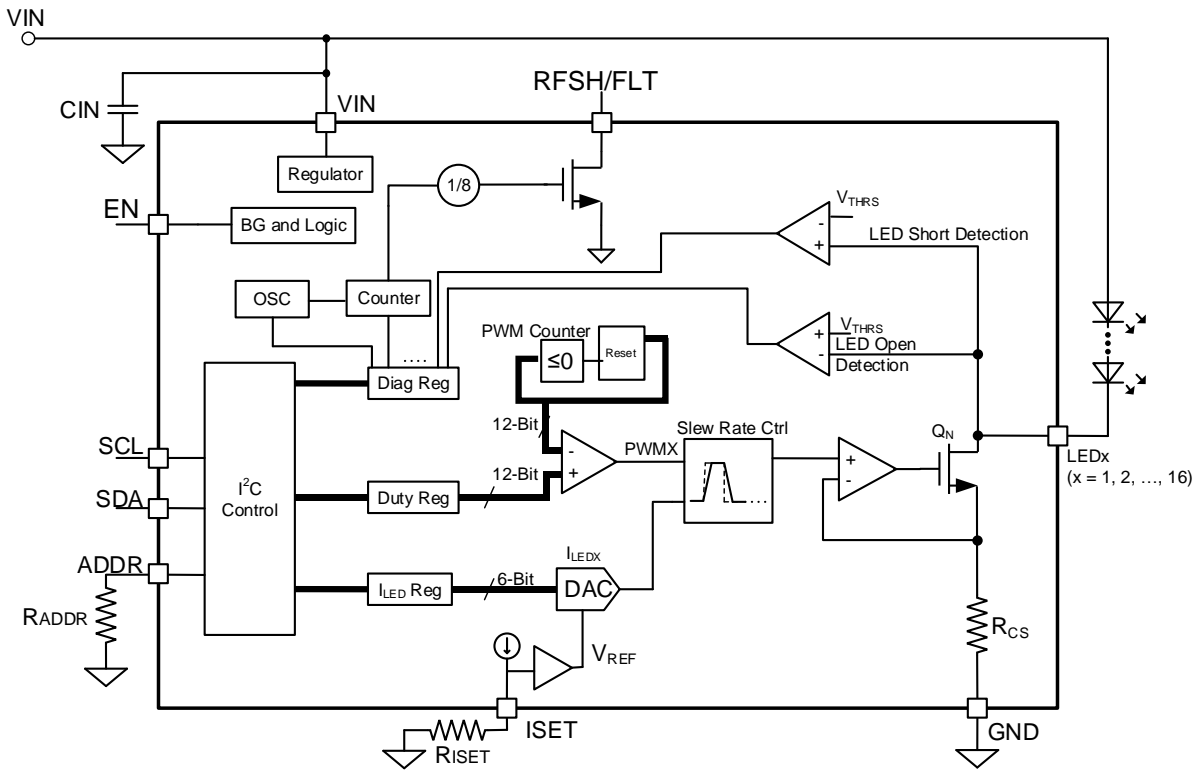 VIN
CIN
VIN
RFSH/FLT
Regulator
1/8
EN
BG and Logic
VTHRS
-
+
LED Short Detection
OSC
Counter
PWM Counter
≤0
Reset
+
-
VTHRS
LED Open
Detection
....
Diag Reg
12-Bit
Slew Rate Ctrl
QN
SCL
-
+
PWMX
+
-
LEDx
(x = 1, 2, ..., 16)
12-Bit
SDA
I2C
Control
Duty Reg
....
ADDR
ILEDX
ILED Reg
6-Bit
DAC
RADDR
RCS
VREF
ISET
GND
RISET